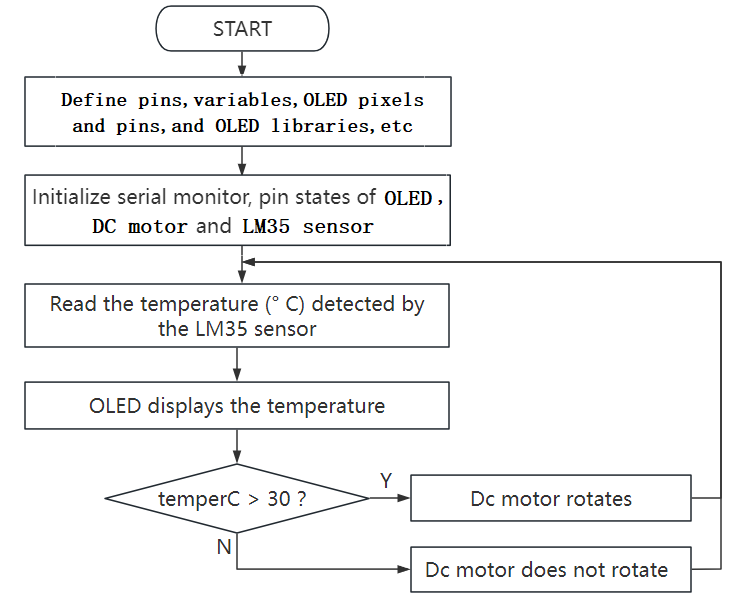 START
Define pins,variables,OLED pixels
and pins,and OLED libraries,etc
Initialize serial monitor, pin states of OLED，
DC motor and LM35 sensor
Read the temperature (° C) detected by
the LM35 sensor
OLED displays the temperature
temperC > 30 ?
Y
Dc motor rotates
N
Dc motor does not rotate